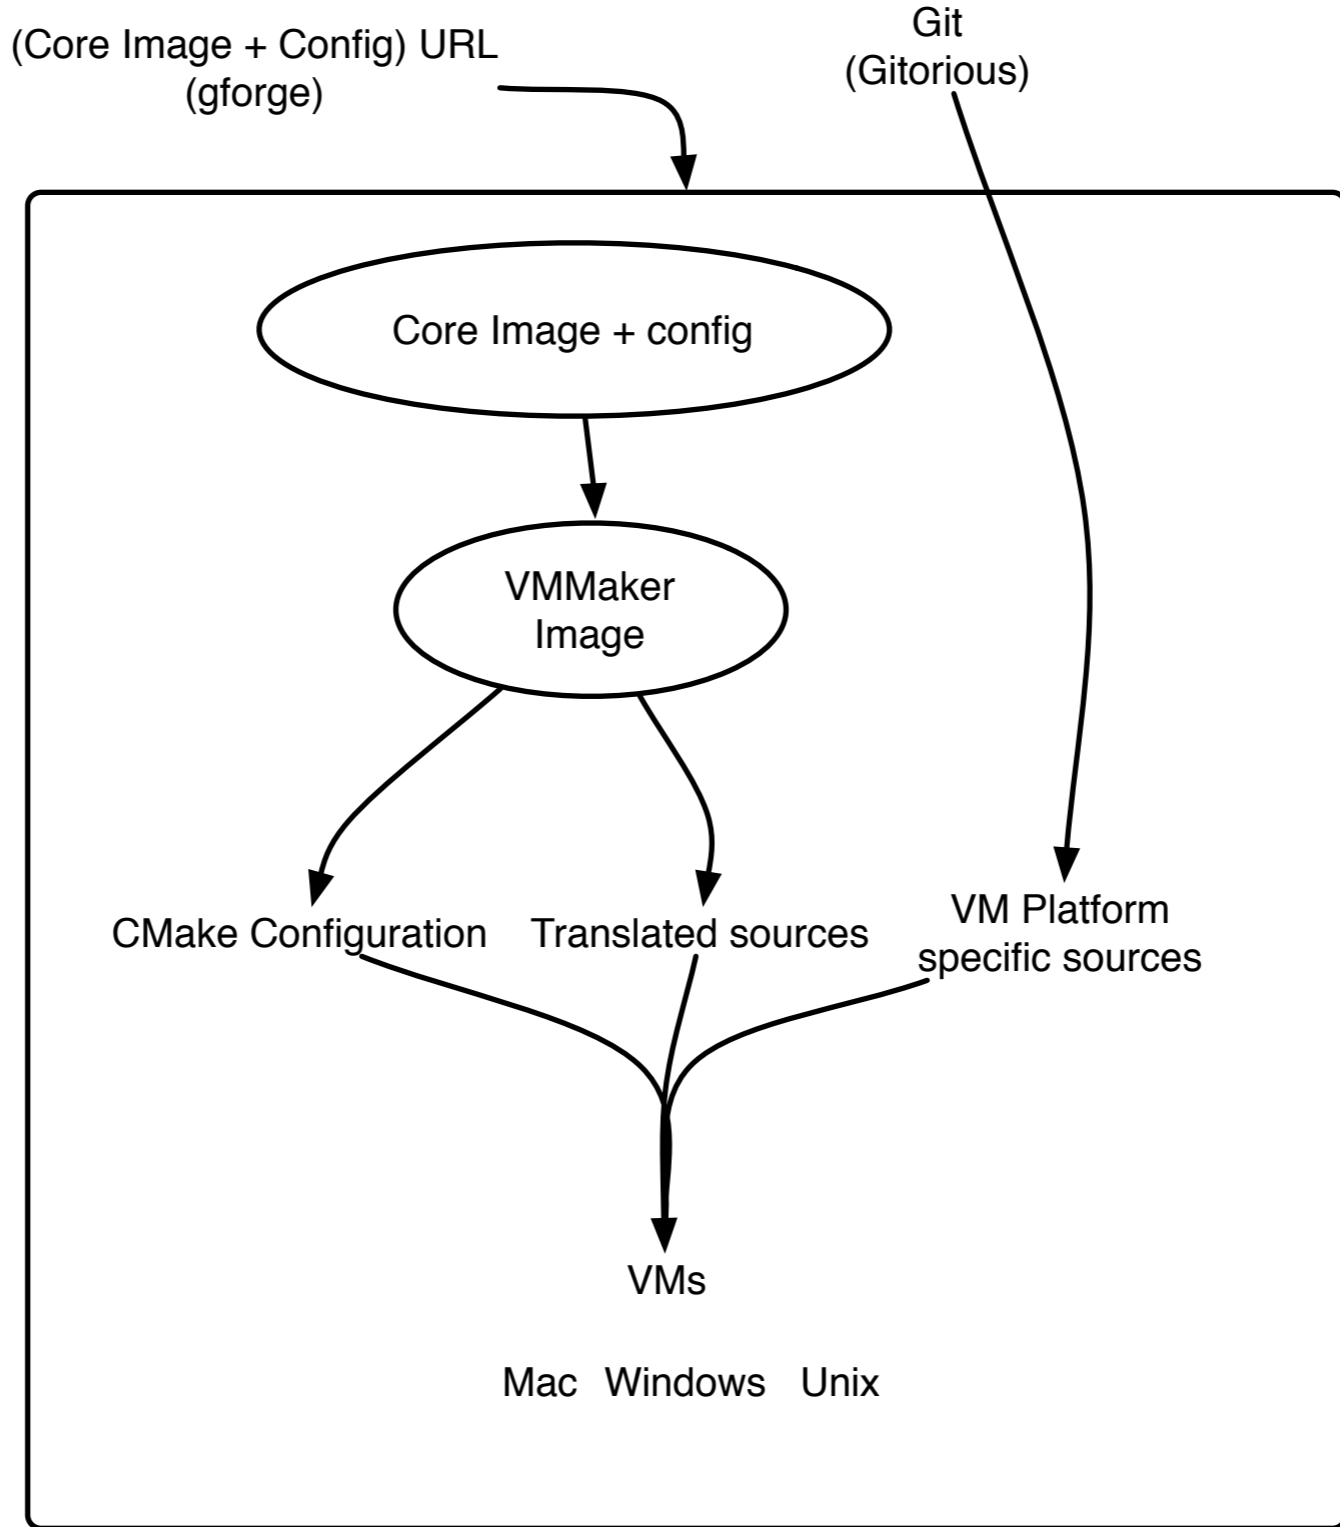 (Core Image + Config) URL
(gforge)
Git
(Gitorious)
Core Image + config
VMMaker
Image
CMake Configuration
Translated sources
VM Platform
specific sources
VMs
Mac Windows Unix